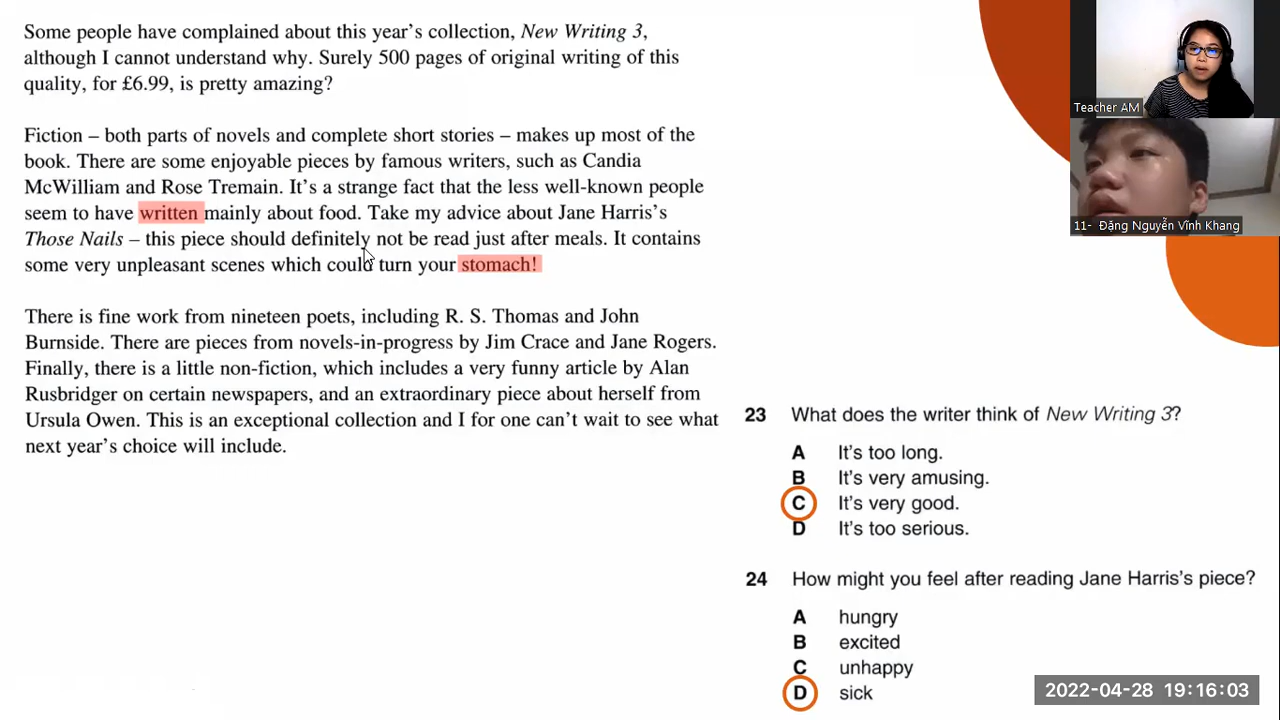 Some people have complained about this year's collection, New Writing 3,
although I cannot understand why. Surely 500 pages of original writing of this
quality, for £6.99, is pretty amazing?
Fiction – both parts of novels and complete short stories – makes up most of the
book. There are some enjoyable pieces by famous writers, such as Candia
McWilliam and Rose Tremain. It's a strange fact that the less well-known people
seem to have written mainly about food. Take my advice about Jane Harris's
Those Nails – this piece should definitely not be read just after meals. It contains
some very unpleasant scenes which could turn your stomach!
There is fine work from nineteen poets, including R. S. Thomas and John
Burnside. There are pieces from novels-in-progress by Jim Crace and Jane Rogers.
Finally, there is a little non-fiction, which includes a very funny article by Alan
Rusbridger on certain newspapers, and an extraordinary piece about herself from
Ursula Owen. This is an exceptional collection and I for one can't wait to see what
next year's choice will include.
23 What does the writer think of New Writing 3?
A It's too long.
B It's very amusing.
C It's very good.
D It's too serious.
24 How might you feel after reading Jane Harris's piece?
A hungry
B excited
C unhappy
D sick
Teacher AM
11- Đặng Nguyễn Vĩnh Khang
2022-04-28 19:16:03